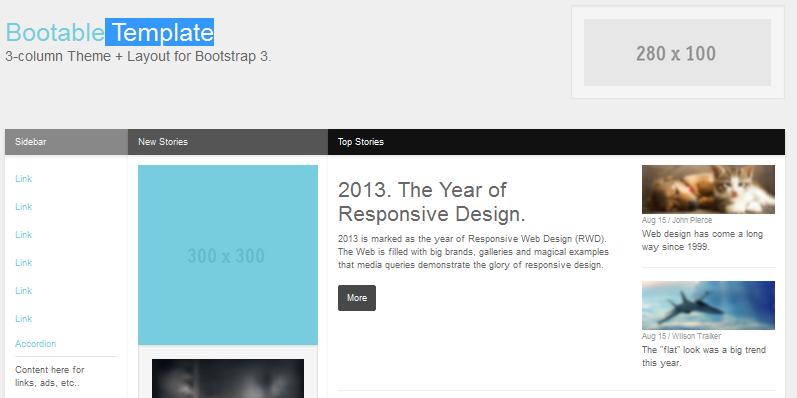 Bootable Template
3-column Theme + Layout for Bootstrap 3.
280 x 100
Sidebar
New Stories
Top Stories
Link
Link
Link
Link
Link
Link
Accordion
Content here for
links, ads, etc..
300 x 300
2013. The Year of
Responsive Design.
2013 is marked as the year of Responsive Web Design (RWD).
The Web is filled with big brands, galleries and magical examples
that media queries demonstrate the glory of responsive design.
More
Aug 15 / John Pierce
Web design has come a long
way since 1999.
Aug 15 / Wilson Traiker
The "flat" look was a big trend
this year.